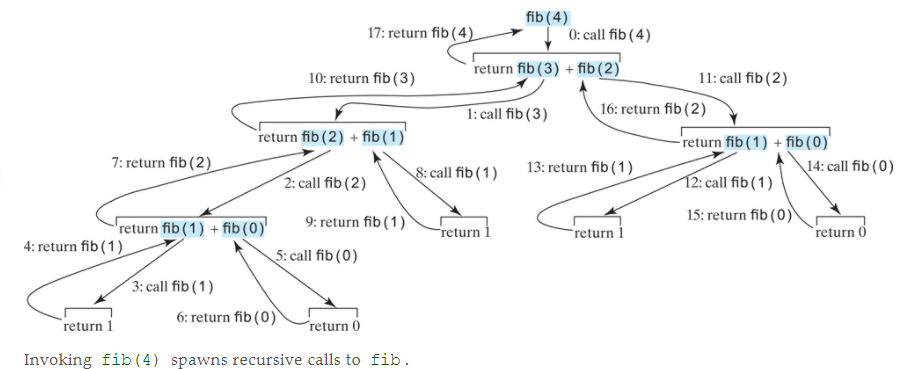 fib(4)
17: return fib(4) 0: call fib(4)
return fib(3) + fib(2)
10: return fib(3) 11: call fib(2)
1: call fib(3) 16: return fib(2)
return fib(2) + fib(1) return fib(1) + fib(0)
7: return fib(2) 8: call fib(1) 13: return fib(1) 14: call fib(0)
2: call fib(2) 12: call fib(1)
9: return fib(1) 15: return fib(0)
return fib(1) + fib(0) return 1 return 1 return 0
4: return fib(1) 5: call fib(0)
3: call fib(1)
6: return fib(0)
return 1 return 0
Invoking fib(4) spawns recursive calls to fib.